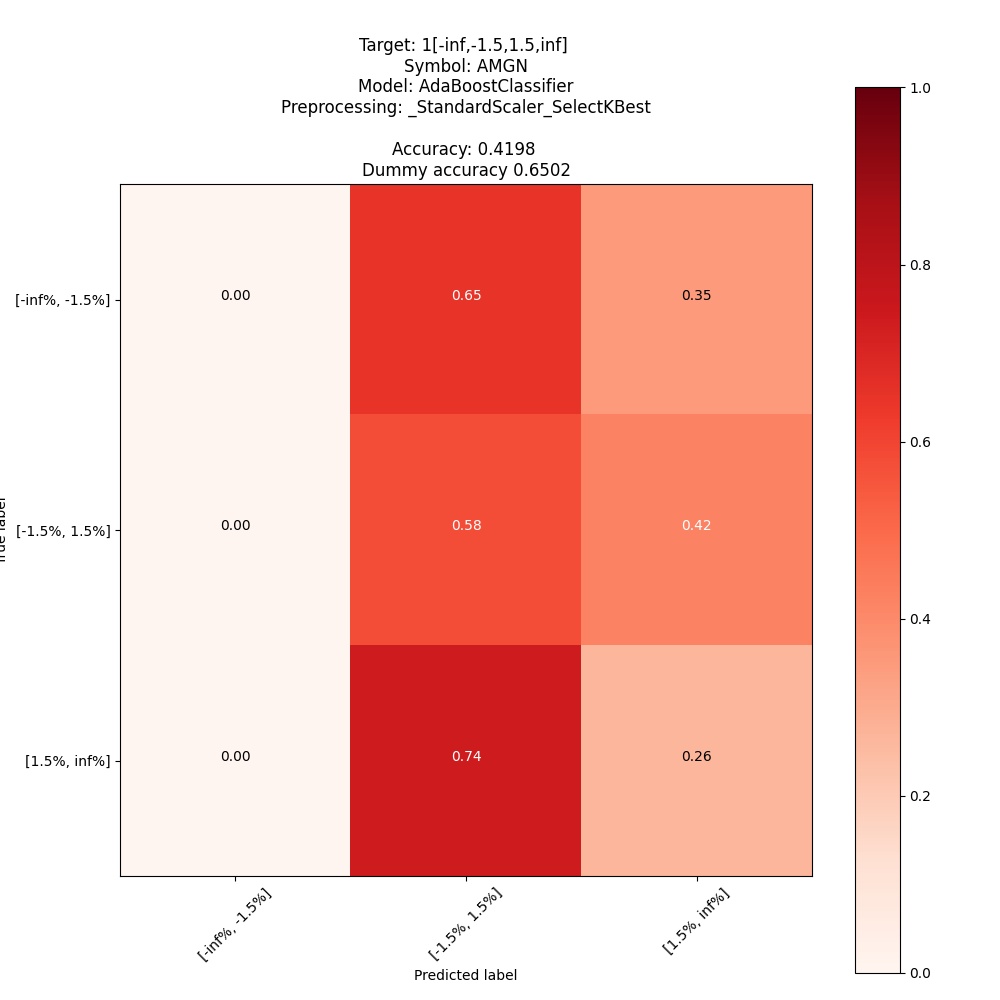 Target: 1[-inf,-1.5,1.5,inf]
Symbol: AMGN
Model: AdaBoostClassifier
Preprocessing: _StandardScaler_SelectKBest
Accuracy: 0.4198
Dummy accuracy 0.6502
1.0
0.8
0.6
0.4
0.2
0.0
[-inf%, -1.5%]
0.00
0.65
0.35
[-1.5%, 1.5%]
0.00
0.58
0.42
[1.5%, inf%]
0.00
0.74
0.26
[-inf%, -1.5%]
[-1.5%, 1.5%]
[1.5%, inf%]
Predicted label